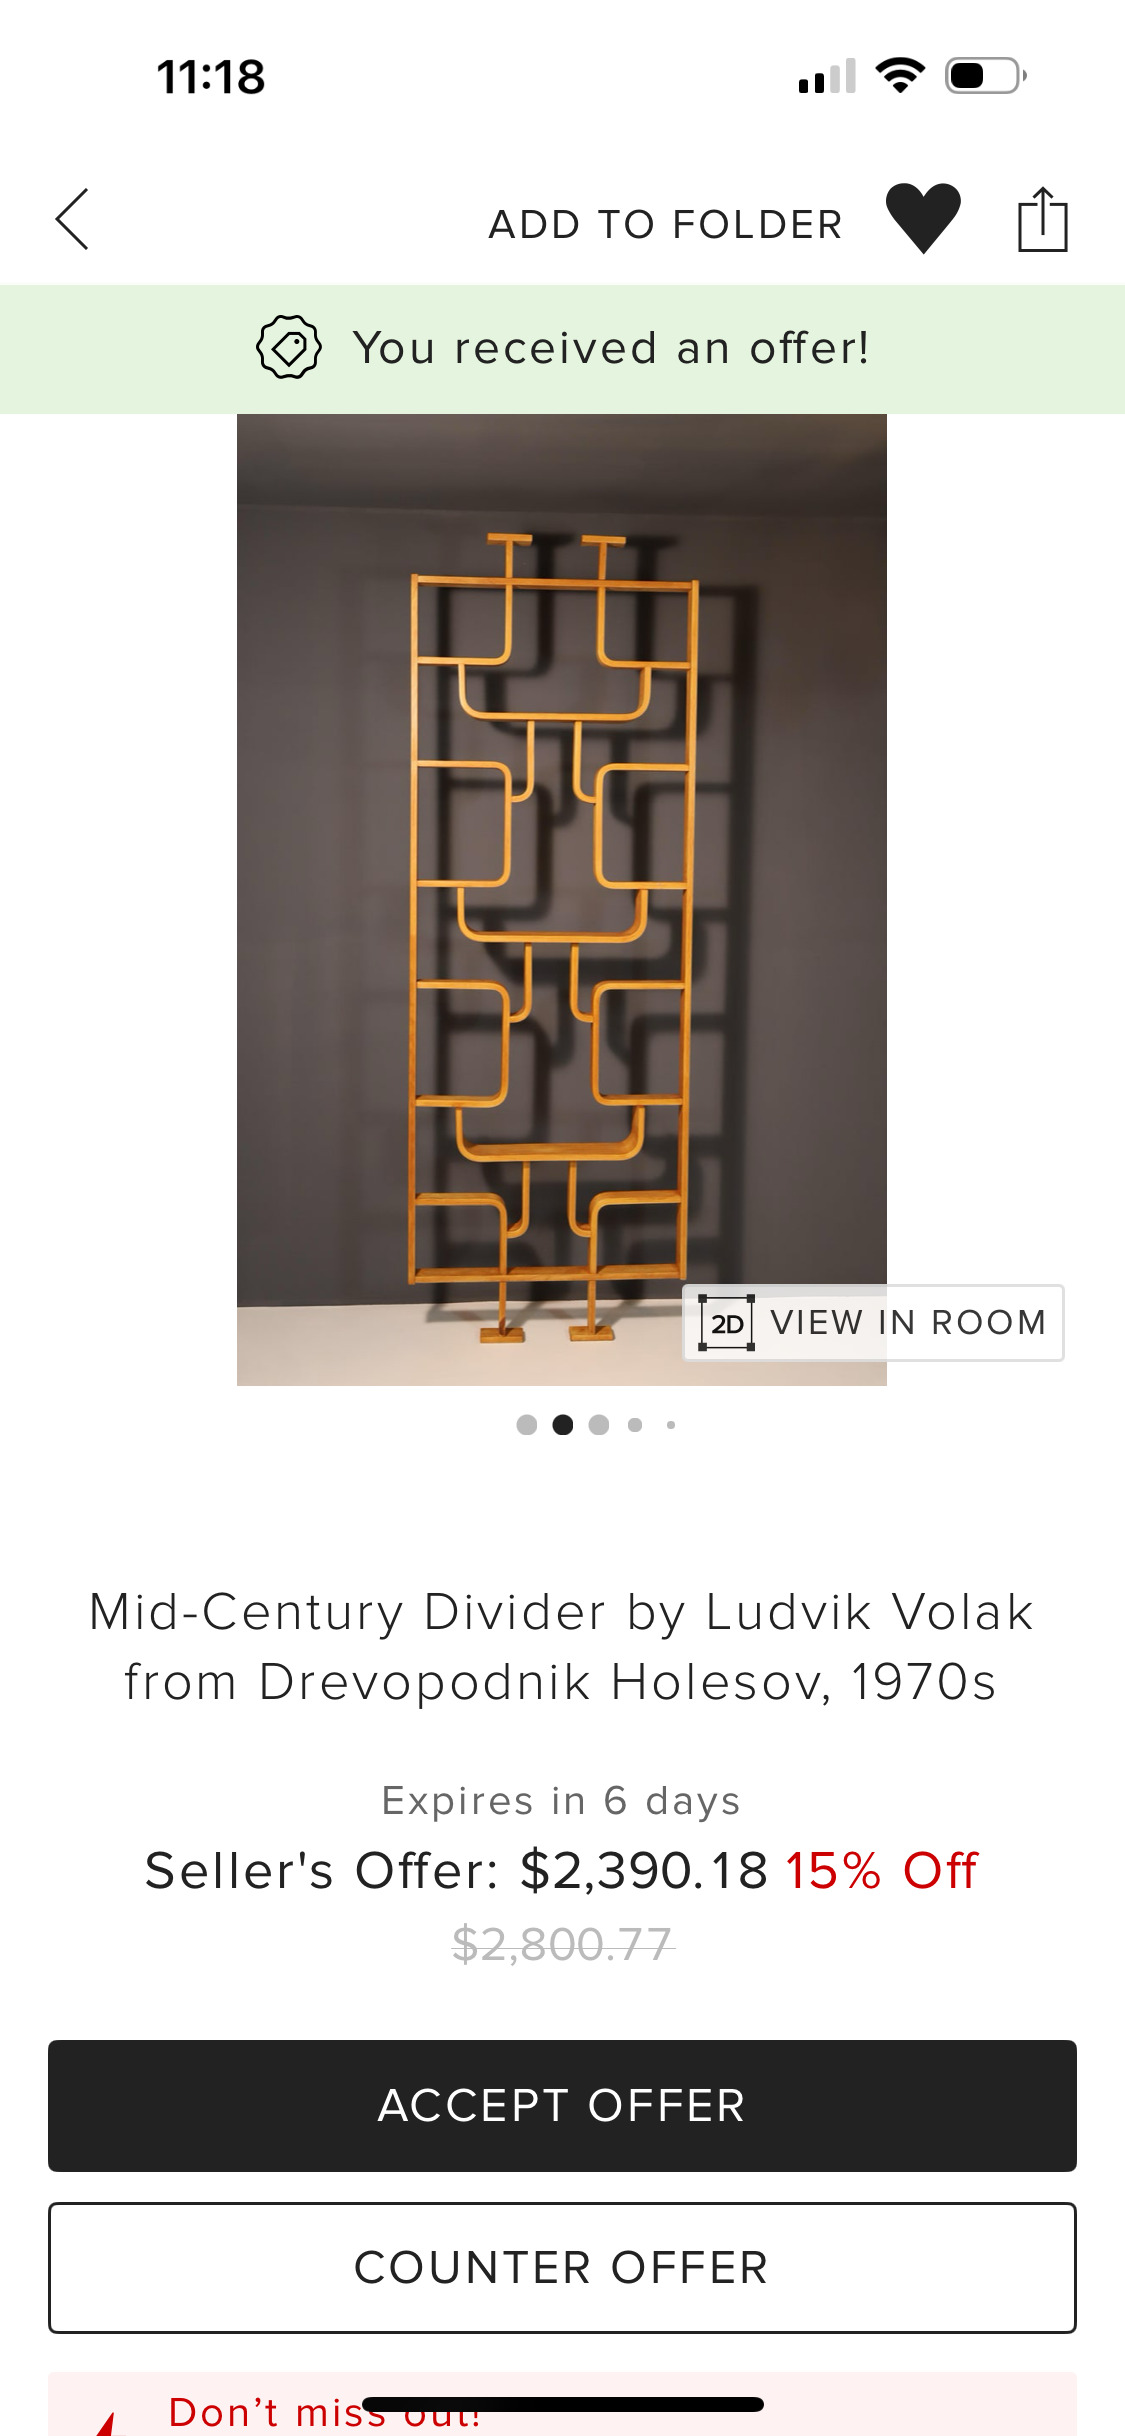 11:18
ADD TO FOLDER
You received an offer!
2D VIEW IN ROOM
Mid-Century Divider by Ludvik Volak
from Drevopodnik Holesov, 1970s
Expires in 6 days
Seller's Offer: $2,390.18 15% Off
$2,800.77
ACCEPT OFFER
COUNTER OFFER
Don’t miss out!